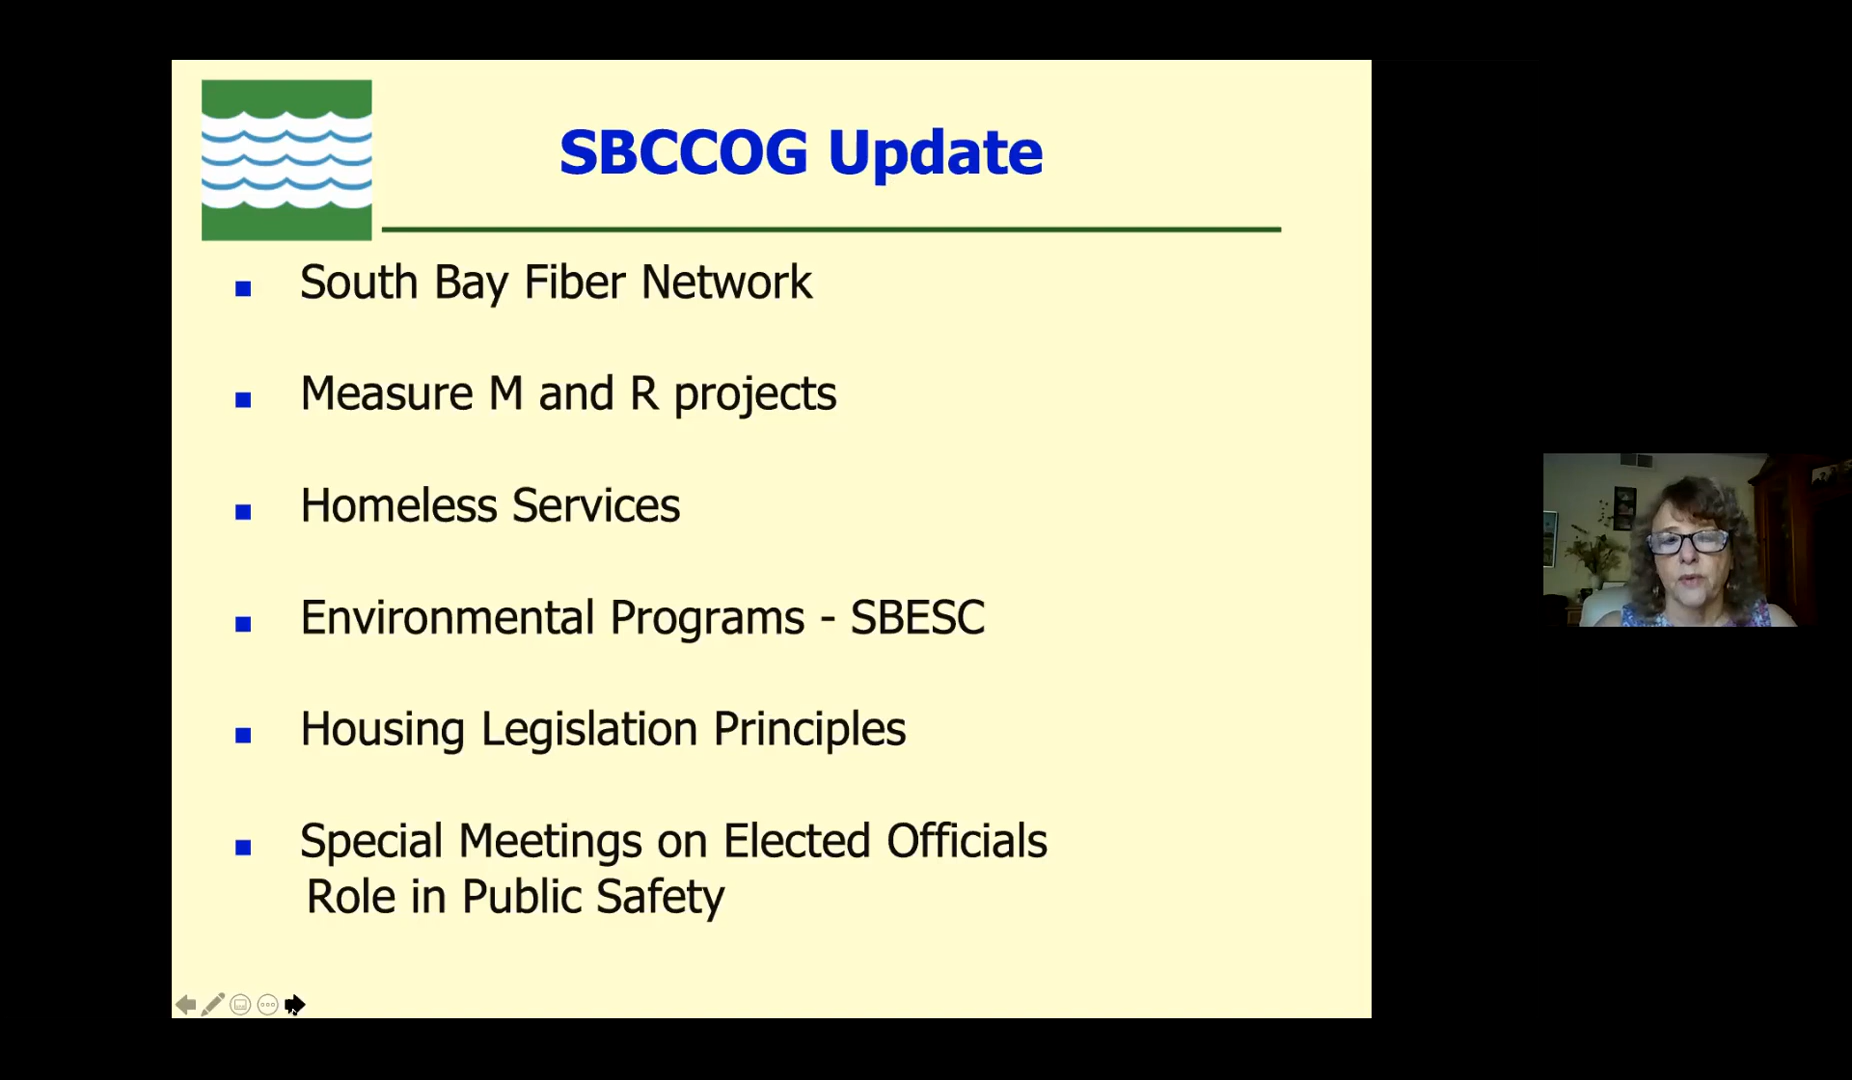 SBCCOG Update
South Bay Fiber Network
Measure M and R projects
Homeless Services
Environmental Programs - SBESC
Housing Legislation Principles
Special Meetings on Elected Officials
Role in Public Safety